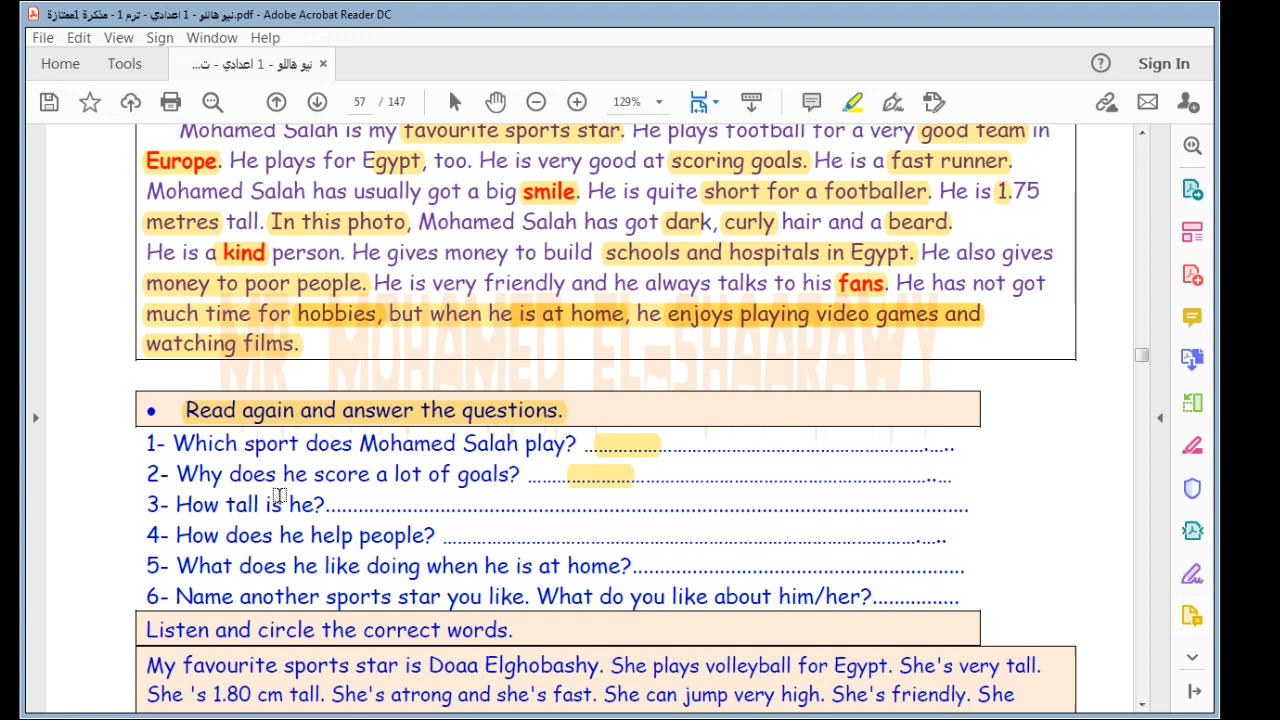 نيو هاللو - 1 اعدادي - ترم 1 - مذكرة 1ممتازة.pdf - Adobe Acrobat Reader DC
File Edit View Sign Window Help
Home Tools نيو هاللو - 1 اعدادي - ت... × Sign In
57 / 147 129%
Mohamed Salah is my favourite sports star. He plays football for a very good team in
Europe. He plays for Egypt, too. He is very good at scoring goals. He is a fast runner.
Mohamed Salah has usually got a big smile. He is quite short for a footballer. He is 1.75
metres tall. In this photo, Mohamed Salah has got dark, curly hair and a beard.
He is a kind person. He gives money to build schools and hospitals in Egypt. He also gives
money to poor people. He is very friendly and he always talks to his fans. He has not got
much time for hobbies, but when he is at home, he enjoys playing video games and
watching films.
MR MOHAMED EL-SHAARAWY
• Read again and answer the questions.
1- Which sport does Mohamed Salah play? ……………………………………………………….…..
2- Why does he score a lot of goals? ……………………………………………………………..…
3- How tall is he?...............................................................................
4- How does he help people? ……………………………………………………………………….…..
5- What does he like doing when he is at home?..........................................
6- Name another sports star you like. What do you like about him/her?...............
Listen and circle the correct words.
My favourite sports star is Doaa Elghobashy. She plays volleyball for Egypt. She's very tall.
She 's 1.80 cm tall. She's atrong and she's fast. She can jump very high. She's friendly. She